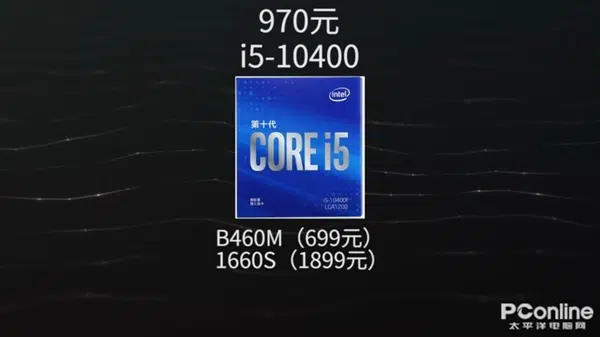 970元
i5-10400
intel
第十代
CORE i5
i5-10400F
LGA1200
B460M（699元）
1660S（1899元）
PConline
太平洋电脑网